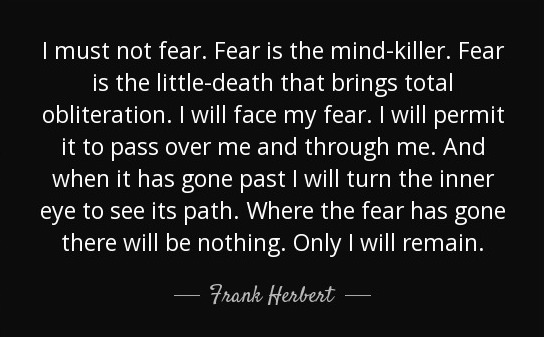 I must not fear. Fear is the mind-killer. Fear
is the little-death that brings total
obliteration. I will face my fear. I will permit
it to pass over me and through me. And
when it has gone past I will turn the inner
eye to see its path. Where the fear has gone
there will be nothing. Only I will remain.
Frank Herbert